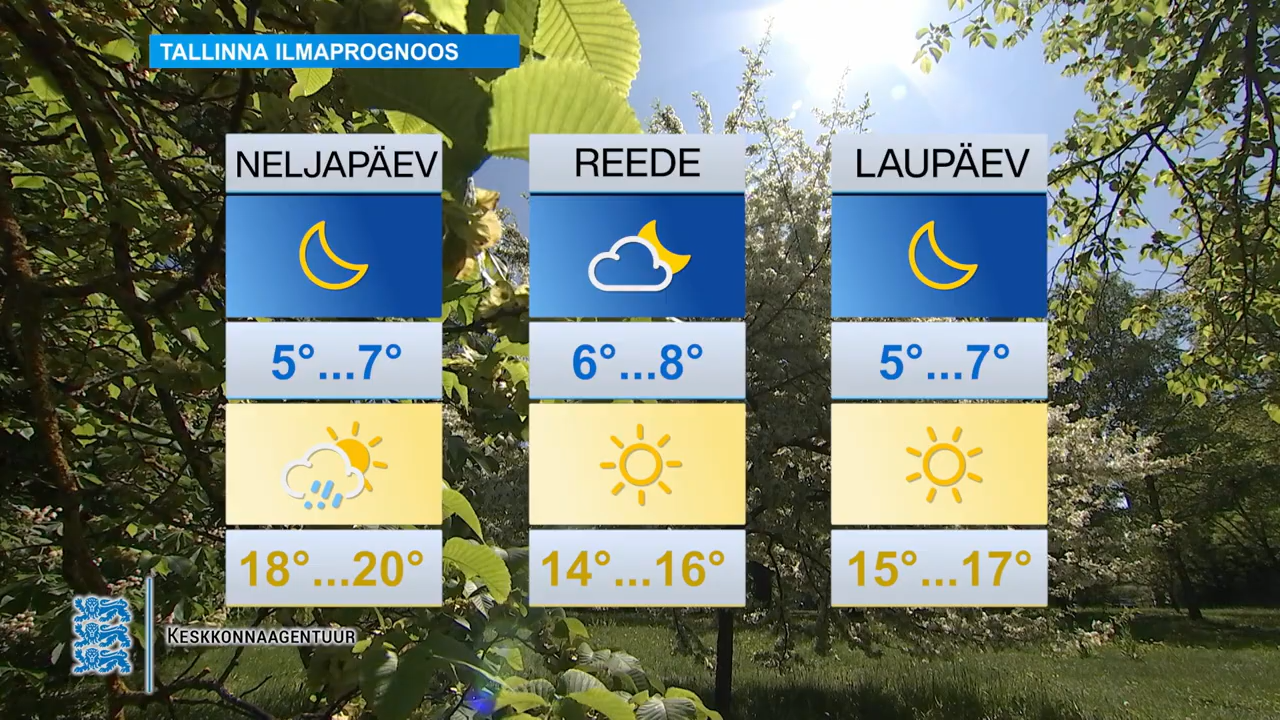 TALLINNA ILMAPROGNOOS
NELJAPÄEV
5°...7°
18°...20°
REEDE
6°...8°
14°...16°
LAUPÄEV
5°...7°
15°...17°
KESKKONNAAGENTUUR